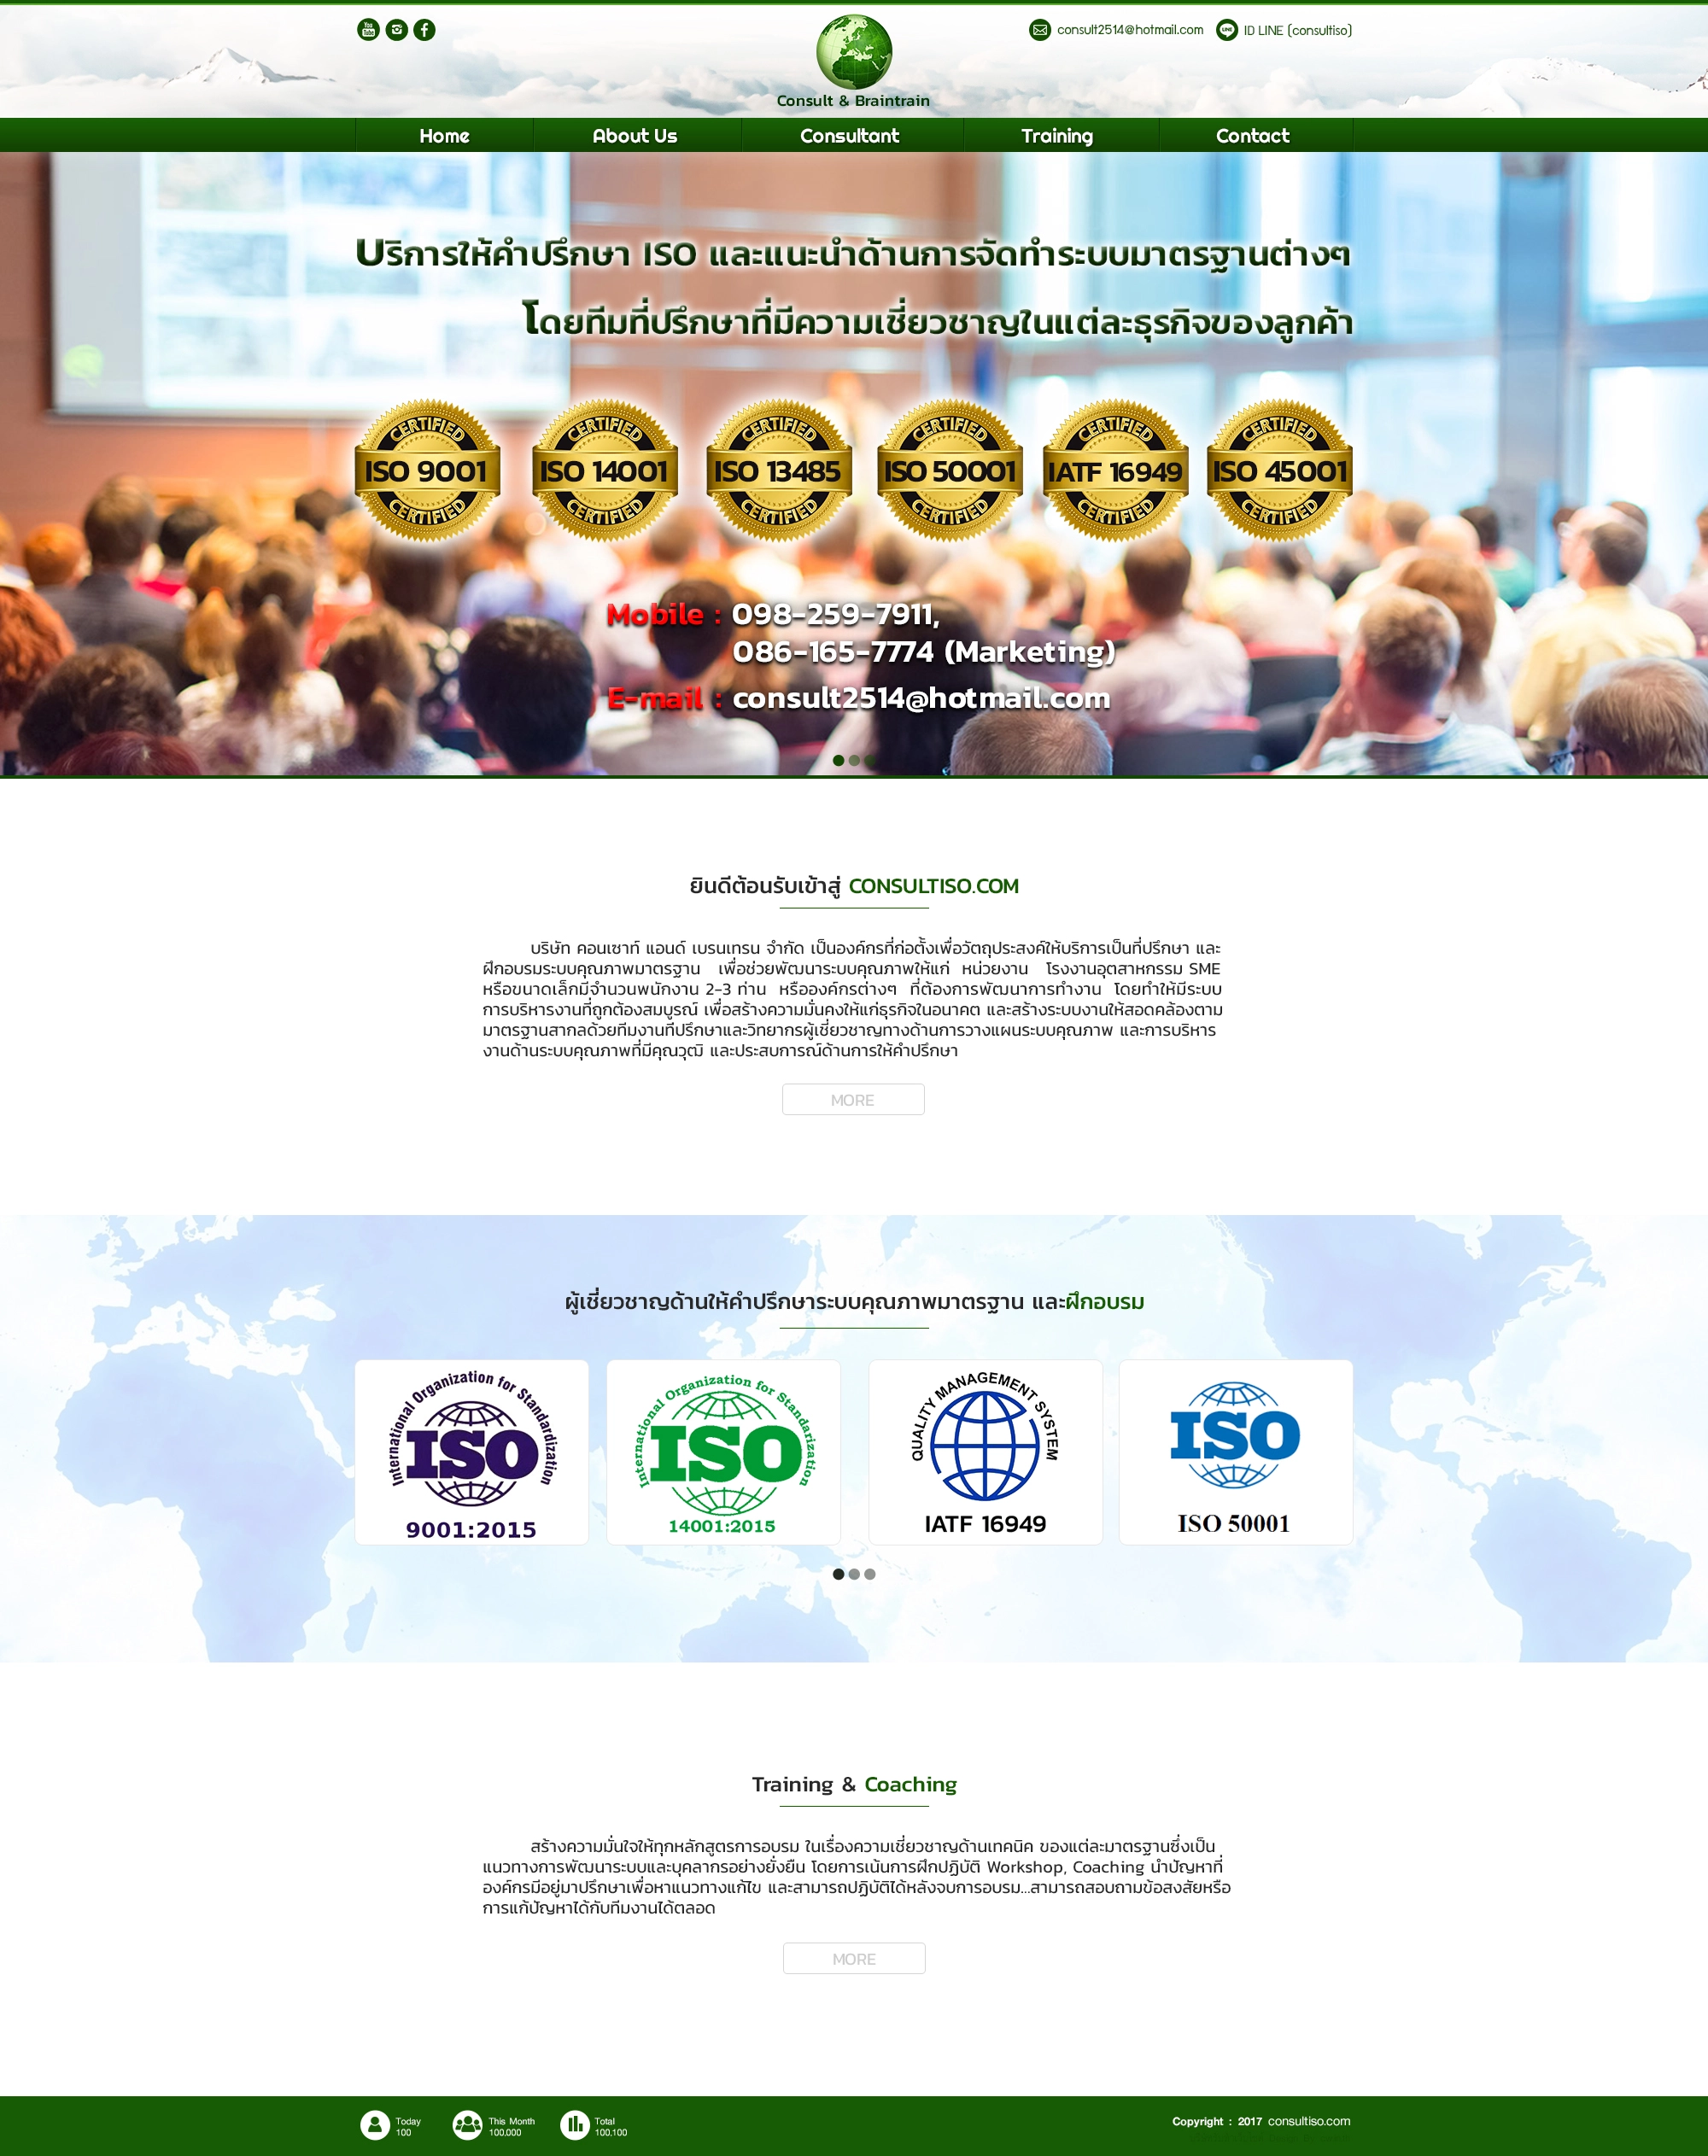 You Tube
consult2514@hotmail.com
LINE
ID LINE (consultiso)
Consult & Braintrain
Home
About Us
Consultant
Training
Contact
บริการให้คำปรึกษา ISO และแนะนำด้านการจัดทำระบบมาตรฐานต่างๆ
โดยทีมที่ปรึกษาที่มีความเชี่ยวชาญในแต่ละธุรกิจของลูกค้า
CERTIFIED
ISO 9001
CERTIFIED
CERTIFIED
ISO 14001
CERTIFIED
CERTIFIED
ISO 13485
CERTIFIED
CERTIFIED
ISO 50001
CERTIFIED
CERTIFIED
IATF 16949
CERTIFIED
CERTIFIED
ISO 45001
CERTIFIED
Mobile : 098-259-7911,
086-165-7774 (Marketing)
E-mail : consult2514@hotmail.com
ยินดีต้อนรับเข้าสู่ CONSULTISO.COM
บริษัท คอนเซาท์ แอนด์ เบรนเทรน จำกัด เป็นองค์กรที่ก่อตั้งเพื่อวัตถุประสงค์ให้บริการเป็นที่ปรึกษา และ
ฝึกอบรมระบบคุณภาพมาตรฐาน เพื่อช่วยพัฒนาระบบคุณภาพให้แก่ หน่วยงาน โรงงานอุตสาหกรรม SME
หรือขนาดเล็กมีจำนวนพนักงาน 2-3 ท่าน หรือองค์กรต่างๆ ที่ต้องการพัฒนาการทำงาน โดยทำให้มีระบบ
การบริหารงานที่ถูกต้องสมบูรณ์ เพื่อสร้างความมั่นคงให้แก่ธุรกิจในอนาคต และสร้างระบบงานให้สอดคล้องตาม
มาตรฐานสากลด้วยทีมงานที่ปรึกษาและวิทยากรผู้เชี่ยวชาญทางด้านการวางแผนระบบคุณภาพ และการบริหาร
งานด้านระบบคุณภาพที่มีคุณวุฒิ และประสบการณ์ด้านการให้คำปรึกษา
MORE
ผู้เชี่ยวชาญด้านให้คำปรึกษาระบบคุณภาพมาตรฐาน และฝึกอบรม
International Organization for Standardization
ISO
9001:2015
International Organization for Standarization
ISO
14001:2015
QUALITY MANAGEMENT SYSTEM
IATF 16949
ISO
ISO 50001
Training & Coaching
สร้างความมั่นใจให้ทุกหลักสูตรการอบรม ในเรื่องความเชี่ยวชาญด้านเทคนิค ของแต่ละมาตรฐานซึ่งเป็น
แนวทางการพัฒนาระบบและบุคลากรอย่างยั่งยืน โดยการเน้นการฝึกปฏิบัติ Workshop, Coaching นำปัญหาที่
องค์กรมีอยู่มาปรึกษาเพื่อหาแนวทางแก้ไข และสามารถปฏิบัติได้หลังจบการอบรม...สามารถสอบถามข้อสงสัยหรือ
การแก้ปัญหาได้กับทีมงานได้ตลอด
MORE
Today
100
This Month
100,000
Total
100,100
Copyright : 2017 consultiso.com